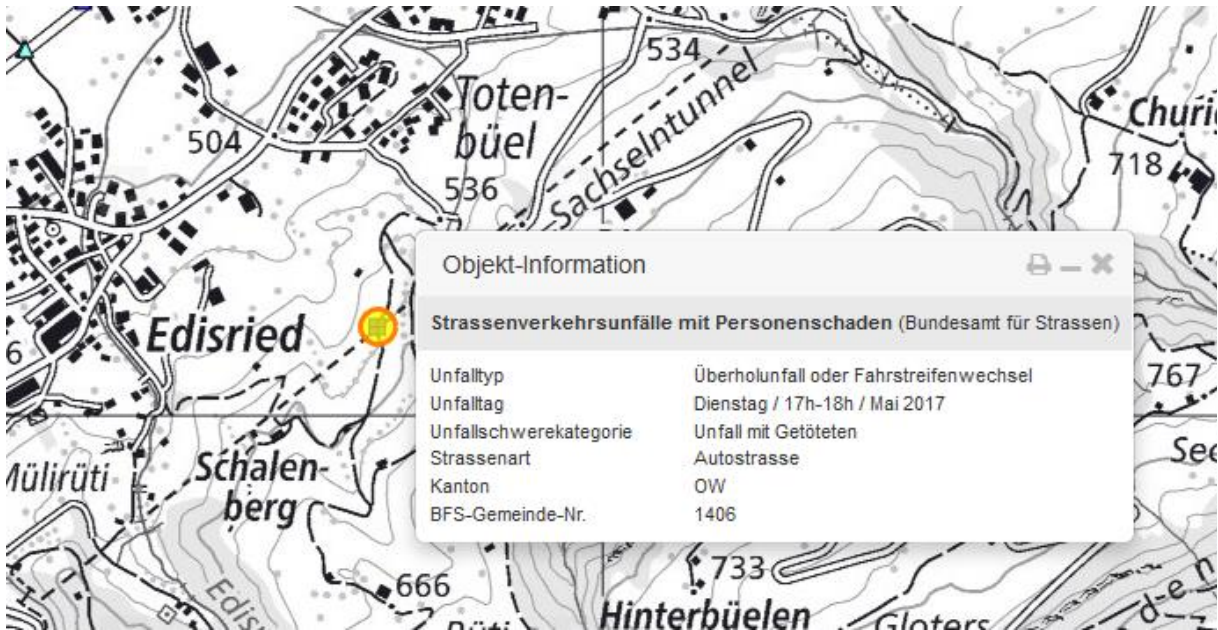 534
Toten-
büel
504
536
Sachselntunnel
718
Objekt-Information
Strassenverkehrsunfälle mit Personenschaden (Bundesamt für Strassen)
Unfalltyp Überholunfall oder Fahrstreifenwechsel
Unfalltag Dienstag / 17h-18h / Mai 2017
Unfallschwerekategorie Unfall mit Getöteten
Strassenart Autostrasse
Kanton OW
BFS-Gemeinde-Nr. 1406
Edisried
6
767
Schalen-
berg
666
733
Hinterbüelen